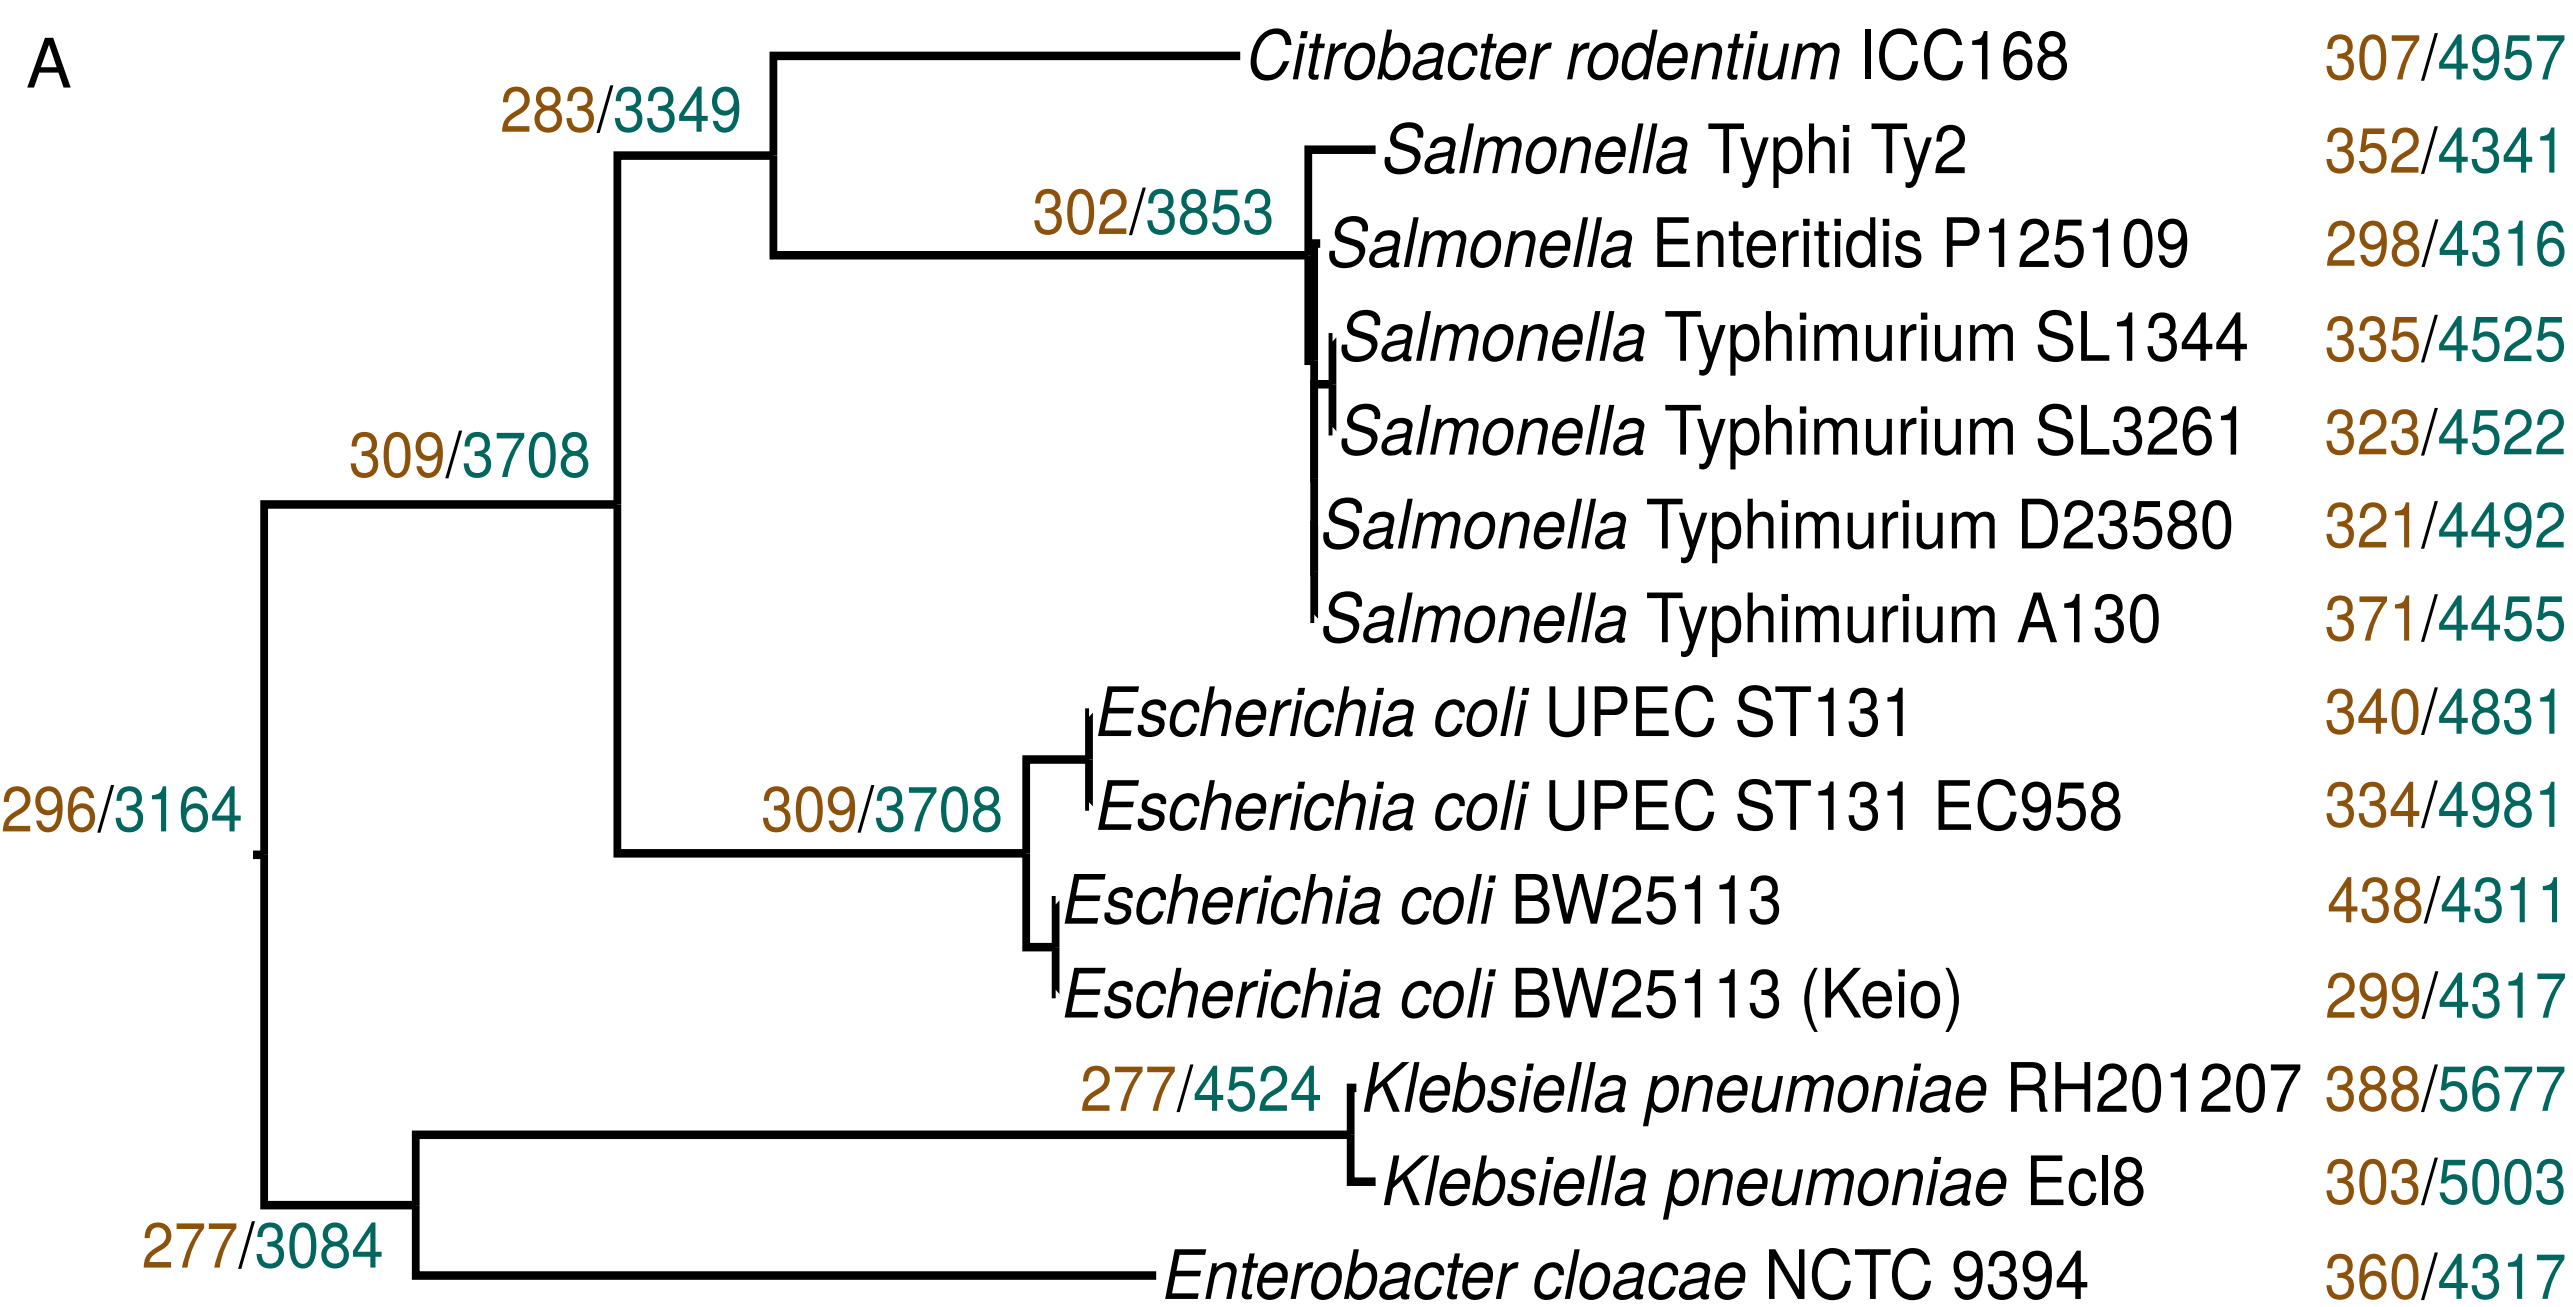 A
Citrobacter rodentium ICC168 307/4957
283/3349
Salmonella Typhi Ty2 352/4341
302/3853
Salmonella Enteritidis P125109 298/4316
Salmonella Typhimurium SL1344 335/4525
Salmonella Typhimurium SL3261 323/4522
309/3708
Salmonella Typhimurium D23580 321/4492
Salmonella Typhimurium A130 371/4455
Escherichia coli UPEC ST131 340/4831
296/3164
309/3708
Escherichia coli UPEC ST131 EC958 334/4981
Escherichia coli BW25113 438/4311
Escherichia coli BW25113 (Keio) 299/4317
277/4524
Klebsiella pneumoniae RH201207 388/5677
Klebsiella pneumoniae Ecl8 303/5003
277/3084
Enterobacter cloacae NCTC 9394 360/4317